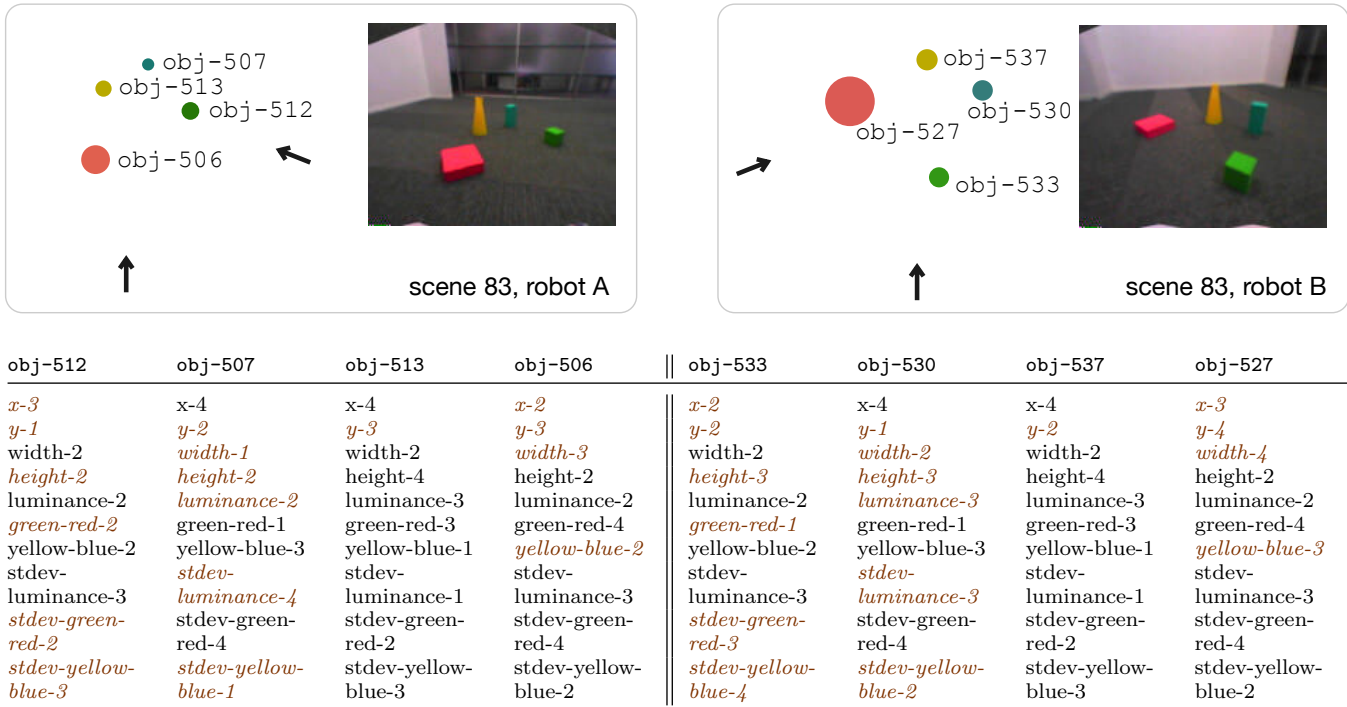 obj-507
obj-513
obj-512
obj-506
scene 83, robot A
obj-537
obj-530
obj-527
obj-533
scene 83, robot B
obj-512 obj-507 obj-513 obj-506 obj-533 obj-530 obj-537 obj-527
x-3 x-4 x-4 x-2 x-2 x-4 x-4 x-3
y-1 y-2 y-3 y-3 y-2 y-1 y-2 y-4
width-2 width-1 width-2 width-3 width-2 width-2 width-2 width-4
height-2 height-2 height-4 height-2 height-3 height-3 height-4 height-2
luminance-2 luminance-2 luminance-3 luminance-2 luminance-2 luminance-3 luminance-3 luminance-2
green-red-2 green-red-1 green-red-3 green-red-4 green-red-1 green-red-1 green-red-3 green-red-4
yellow-blue-2 yellow-blue-3 yellow-blue-1 yellow-blue-2 yellow-blue-2 yellow-blue-3 yellow-blue-1 yellow-blue-3
stdev- stdev- stdev- stdev- stdev- stdev- stdev- stdev-
luminance-3 luminance-4 luminance-1 luminance-3 luminance-3 luminance-3 luminance-1 luminance-3
stdev-green- stdev-green- stdev-green- stdev-green- stdev-green- stdev-green- stdev-green- stdev-green-
red-2 red-4 red-2 red-4 red-3 red-4 red-2 red-4
stdev-yellow- stdev-yellow- stdev-yellow- stdev-yellow- stdev-yellow- stdev-yellow- stdev-yellow- stdev-yellow-
blue-3 blue-1 blue-3 blue-2 blue-4 blue-2 blue-3 blue-2